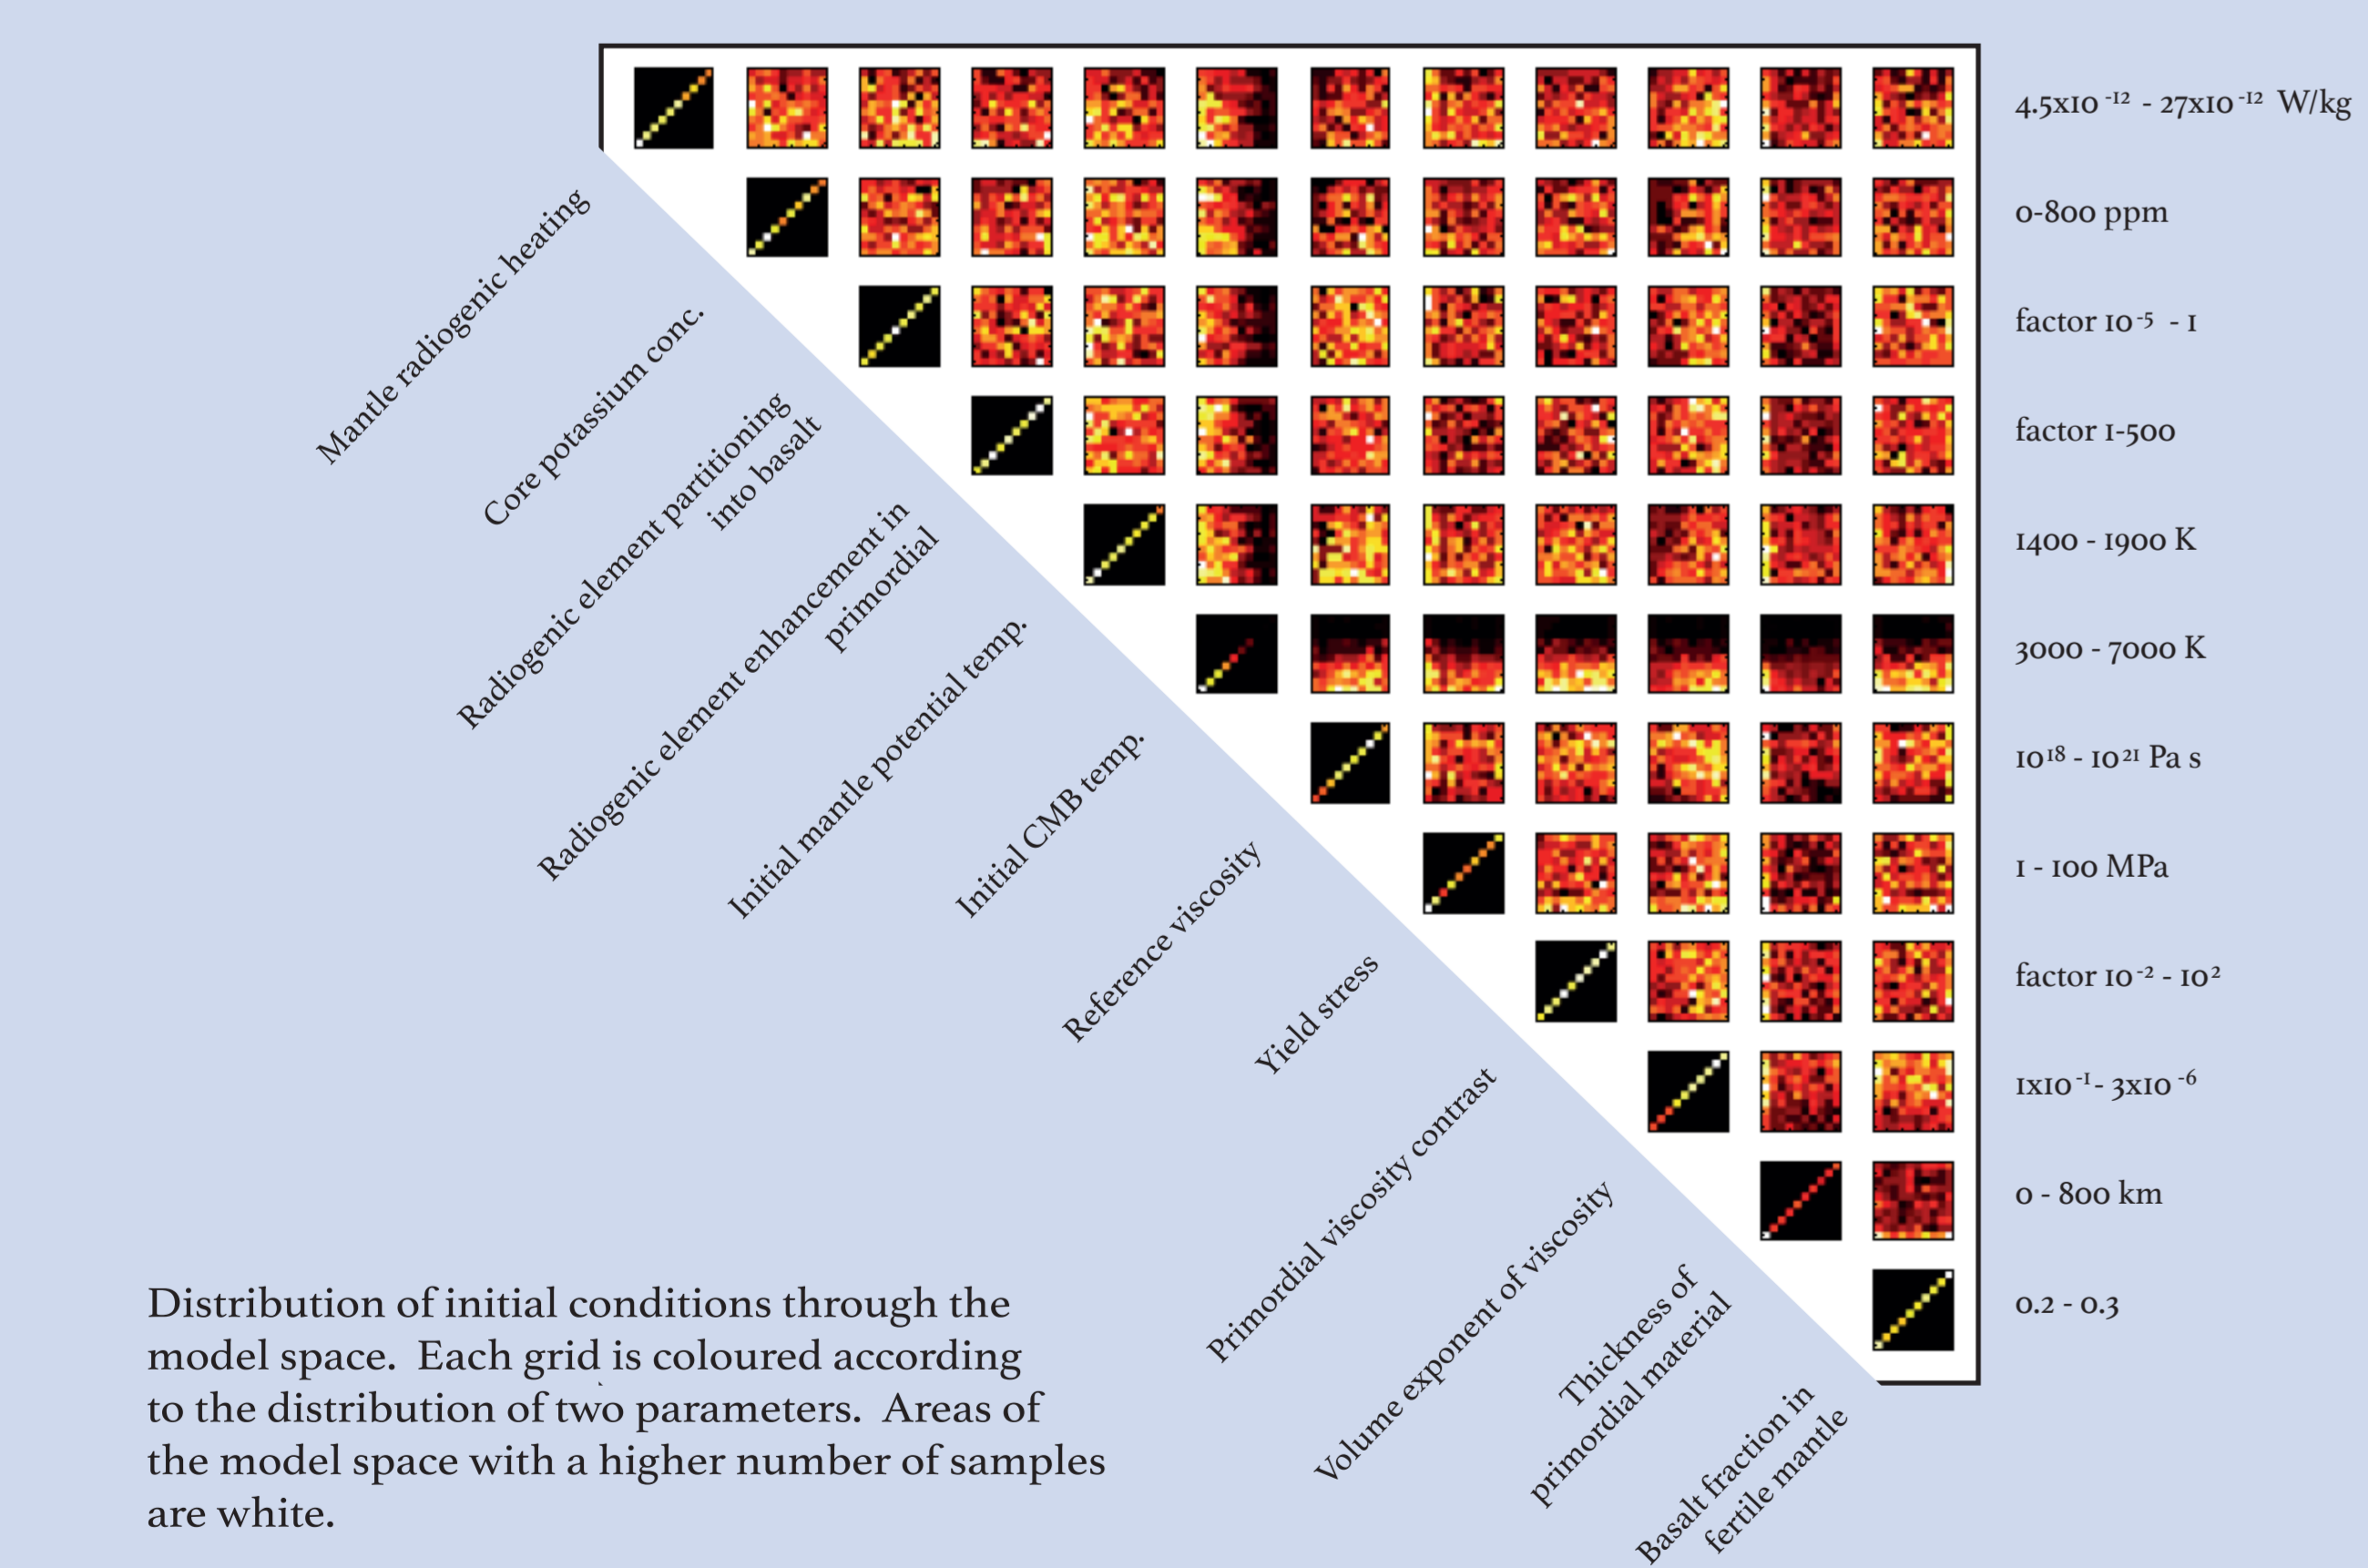 4.5x10⁻¹² - 27x10⁻¹² W/kg
0-800 ppm
factor 10⁻⁵ - 1
factor 1-500
1400 - 1900 K
3000 - 7000 K
10¹⁸ - 10²¹ Pa s
1 - 100 MPa
factor 10⁻² - 10²
1x10⁻¹- 3x10⁻⁶
0 - 800 km
0.2 - 0.3
Mantle radiogenic heating
Core potassium conc.
Radiogenic element partitioning
into basalt
Radiogenic element enhancement in
primordial
Initial mantle potential temp.
Initial CMB temp.
Reference viscosity
Yield stress
Primordial viscosity contrast
Volume exponent of viscosity
Thickness of
primordial material
Basalt fraction in
fertile mantle
Distribution of initial conditions through the
model space. Each grid is coloured according
to the distribution of two parameters. Areas of
the model space with a higher number of samples
are white.